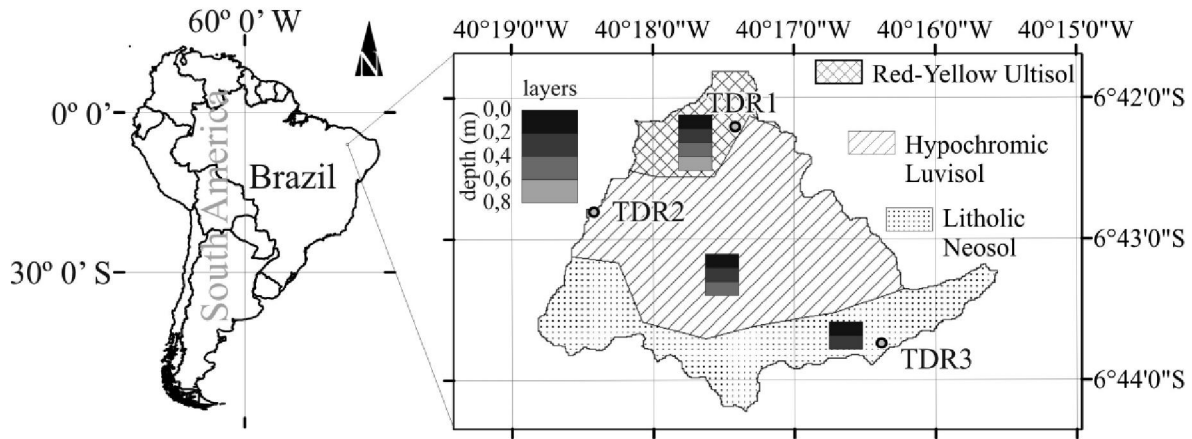 60º 0' W
N
0º 0'
30º 0' S
South America
Brazil
40°19'0"W 40°18'0"W 40°17'0"W 40°16'0"W 40°15'0"W
6°42'0"S
6°43'0"S
6°44'0"S
layers
depth (m)
0,0
0,2
0,4
0,6
0,8
TDR1
TDR2
TDR3
Red-Yellow Ultisol
Hypochromic
Luvisol
Litholic
Neosol